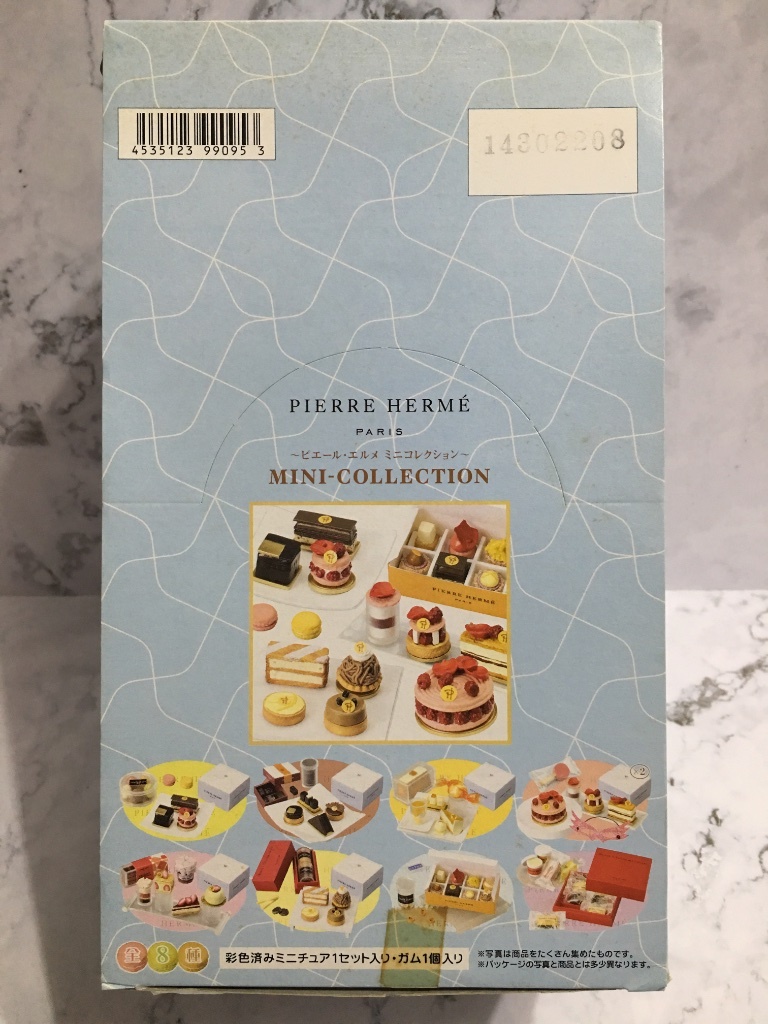 4535123 99095 3
14302208
PIERRE HERMÉ
PARIS
～ピエール・エルメ ミニコレクション～
MINI-COLLECTION
PIERRE HERMÉ
PARIS
※2
全8種
彩色済みミニチュア1セット入り・ガム1個入り
※写真は商品をたくさん集めたものです。
※パッケージの写真と商品とは多少異なります。